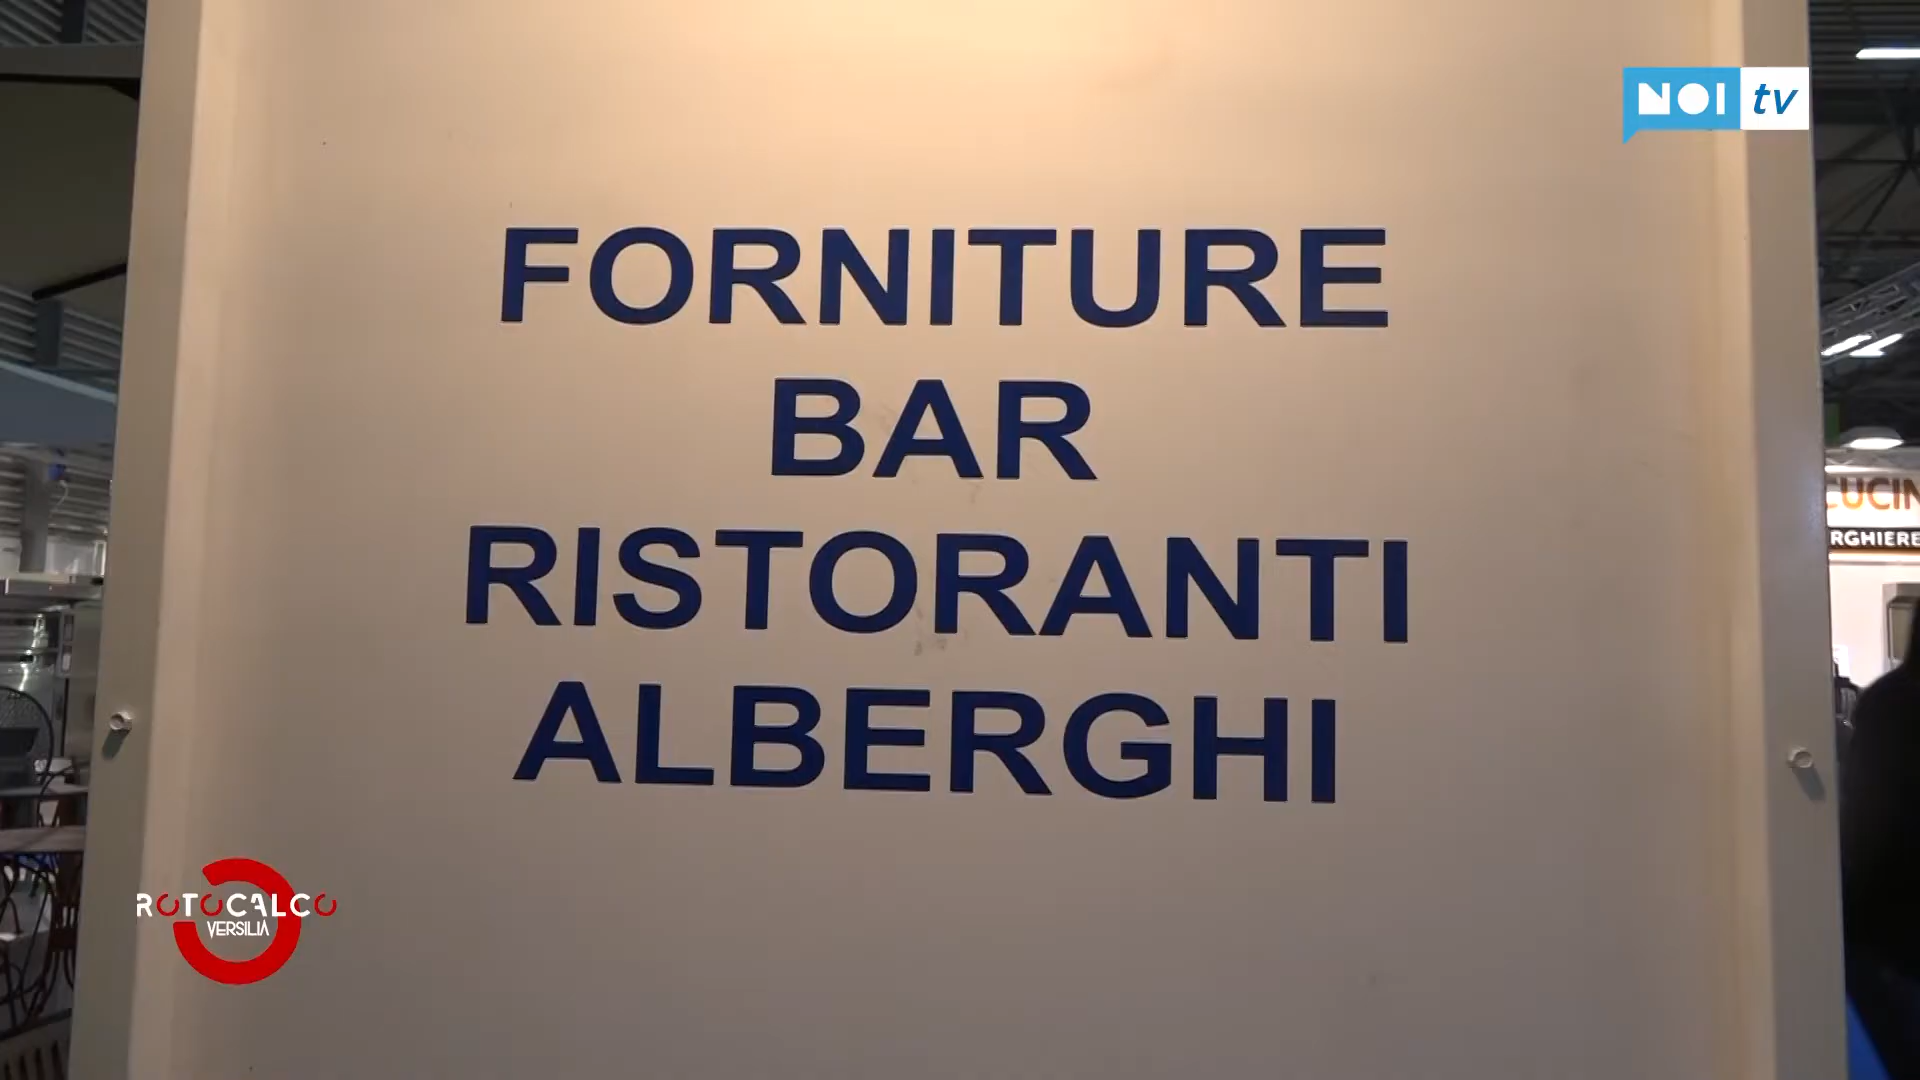 NOI tv
FORNITURE
BAR
RISTORANTI
ALBERGHI
ROTOCALCO
VERSILIA